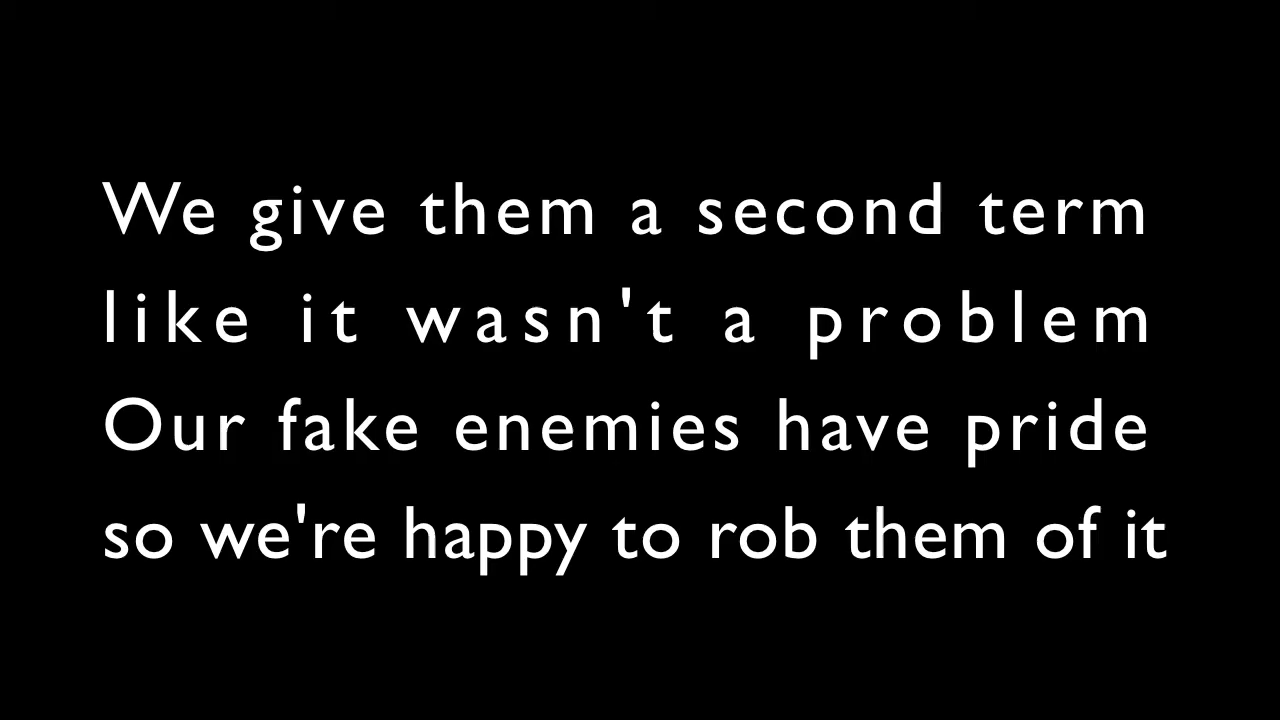 We give them a second term
like it wasn't a problem
Our fake enemies have pride
so we're happy to rob them of it